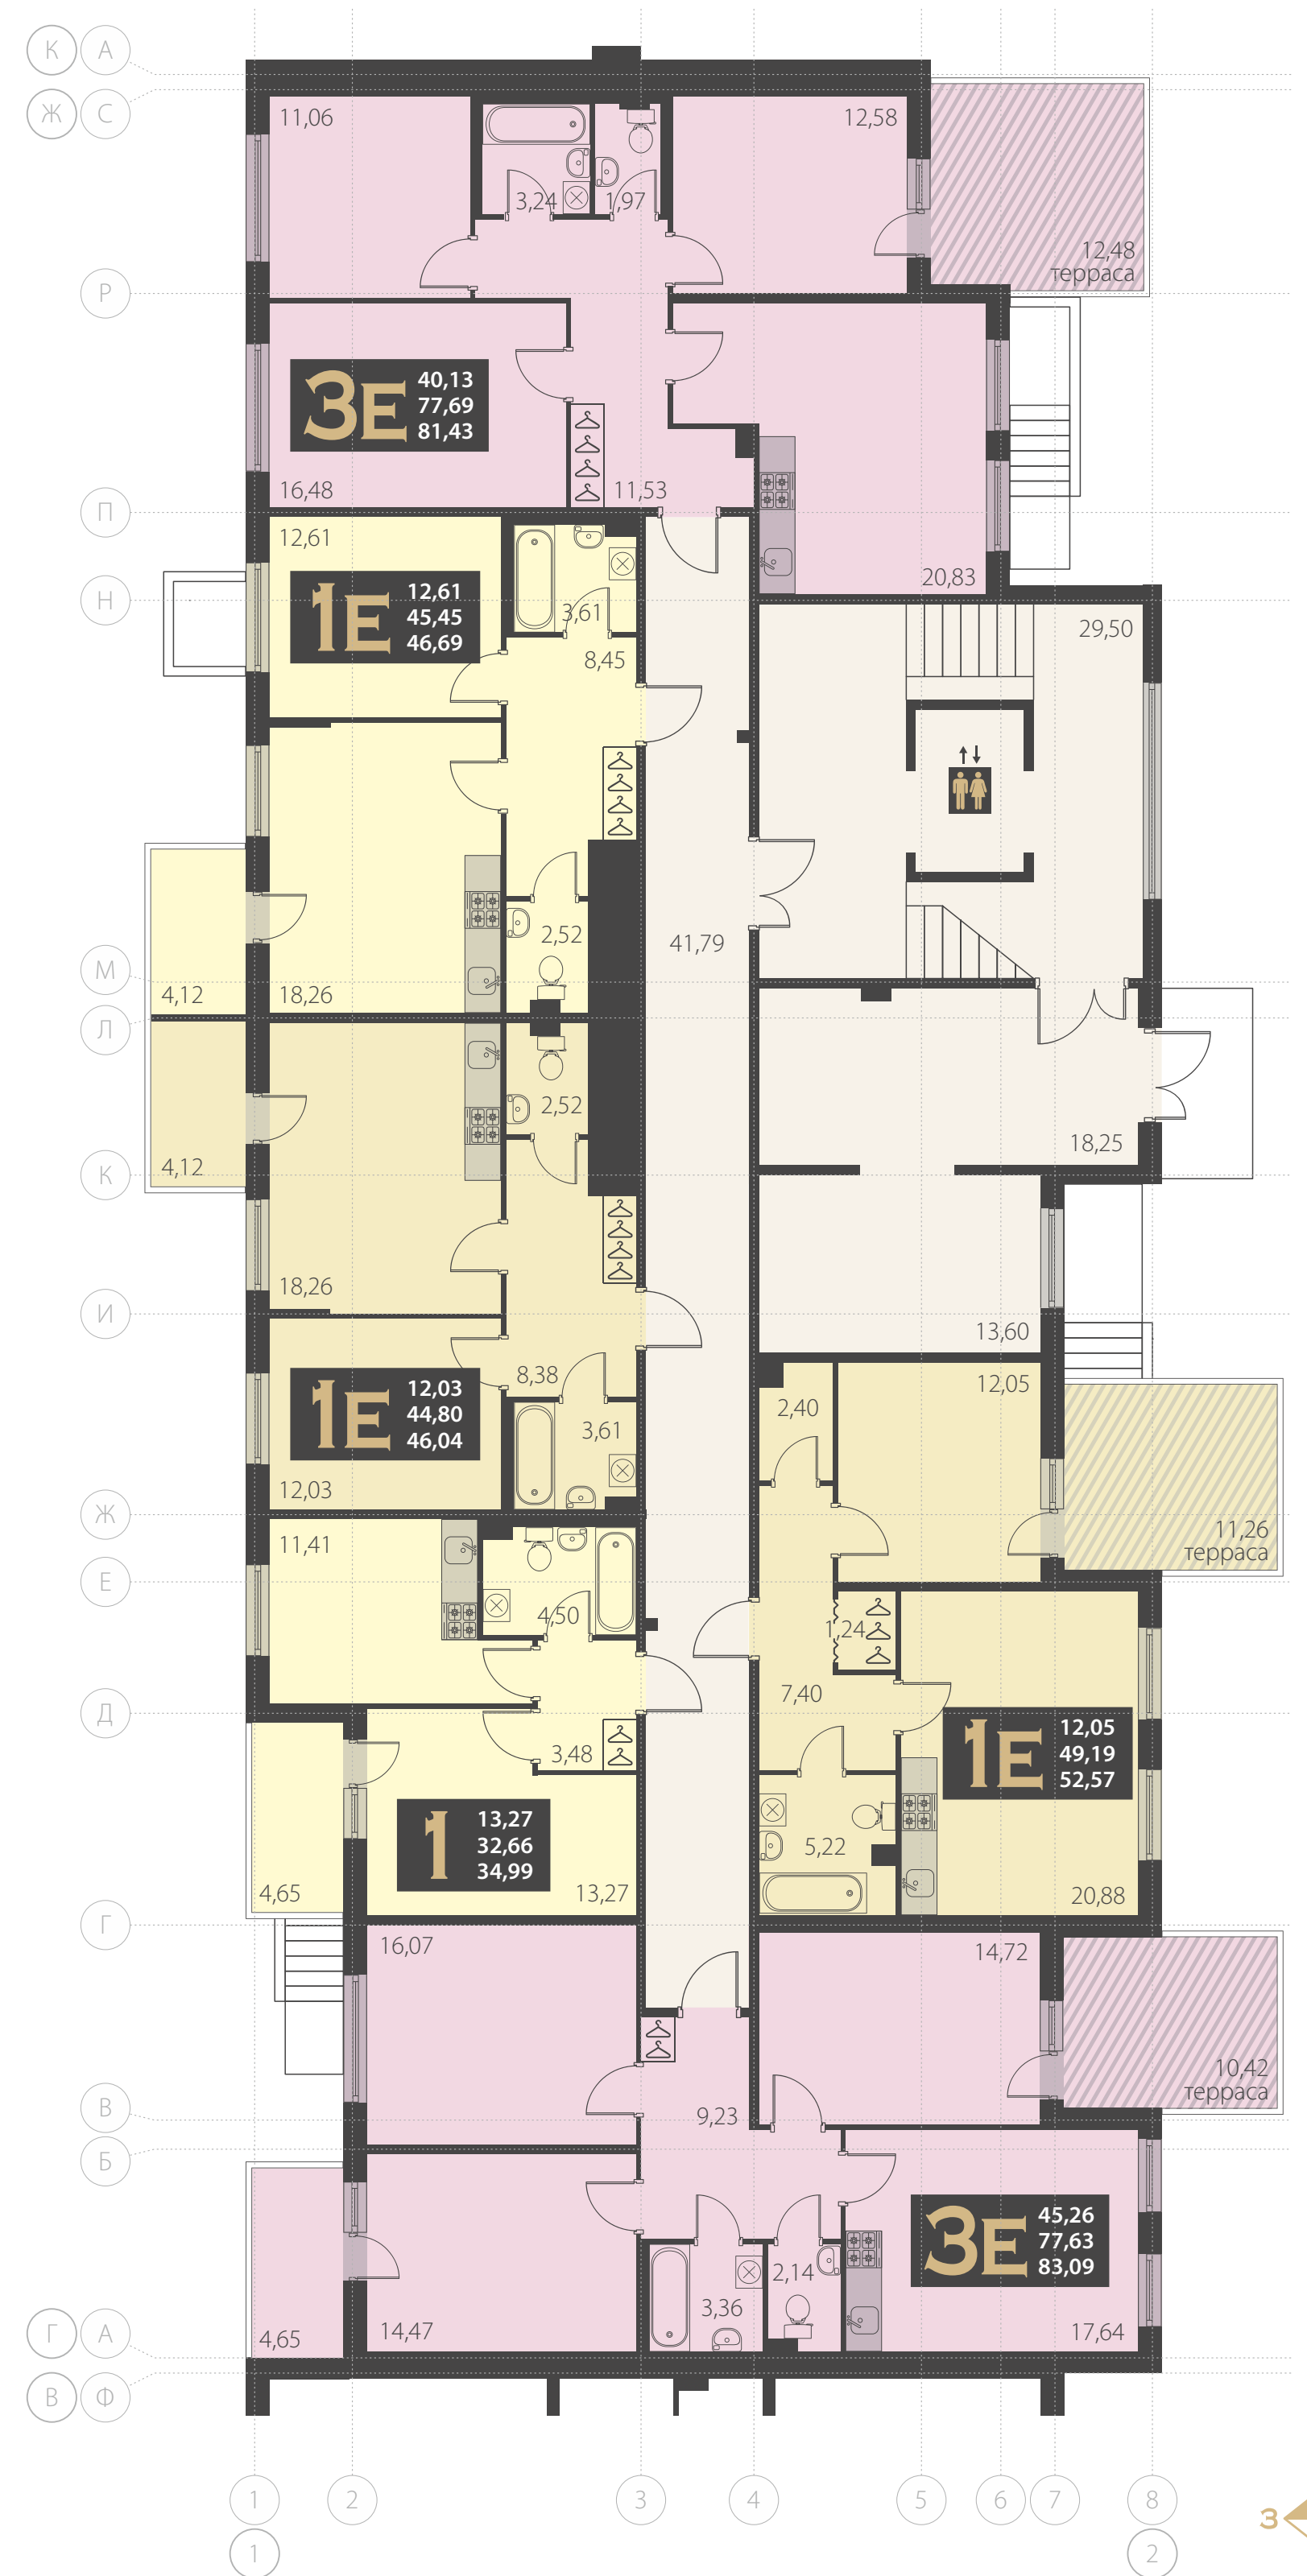 К А
Ж С
11,06
12,58
3,24
1,97
12,48
терраса
Р
3Е
40,13
77,69
81,43
16,48
11,53
П
12,61
20,83
Н
1Е
12,61
45,45
46,69
3,61
29,50
8,45
41,79
2,52
М
4,12
18,26
Л
2,52
18,25
К
4,12
18,26
И
13,60
8,38
12,05
1Е
12,03
44,80
46,04
2,40
3,61
12,03
Ж
11,41
11,26
терраса
Е
4,50
1,24
7,40
Д
3,48
1Е
12,05
49,19
52,57
1
13,27
32,66
34,99
5,22
4,65
13,27
20,88
Г
16,07
14,72
10,42
терраса
В
9,23
Б
3Е
45,26
77,63
83,09
2,14
3,36
Г А
4,65
14,47
17,64
В Ф
1 2 3 4 5 6 7 8
З
1 2